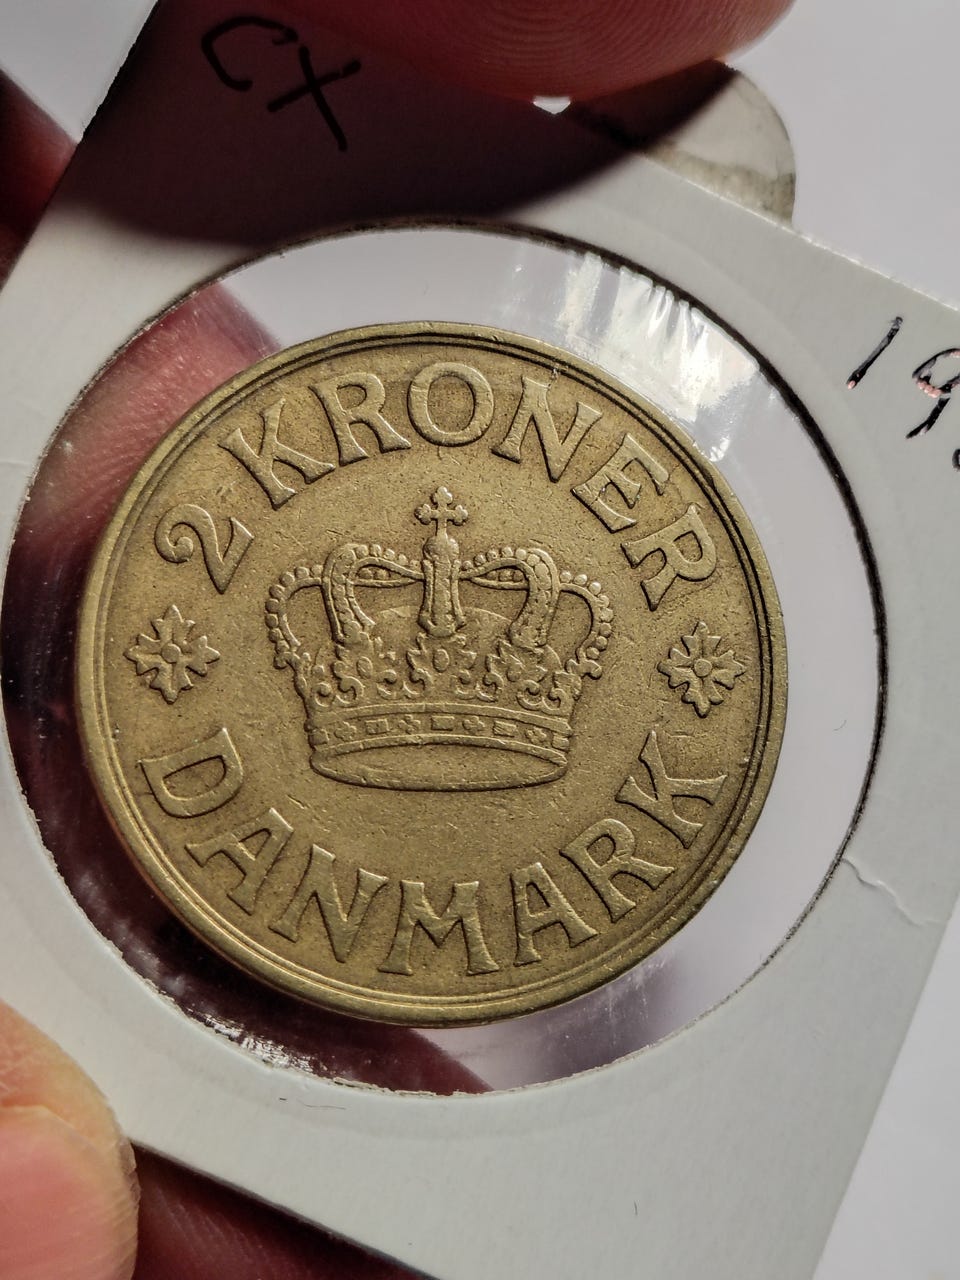 CX
19
2 KRONER
DANMARK